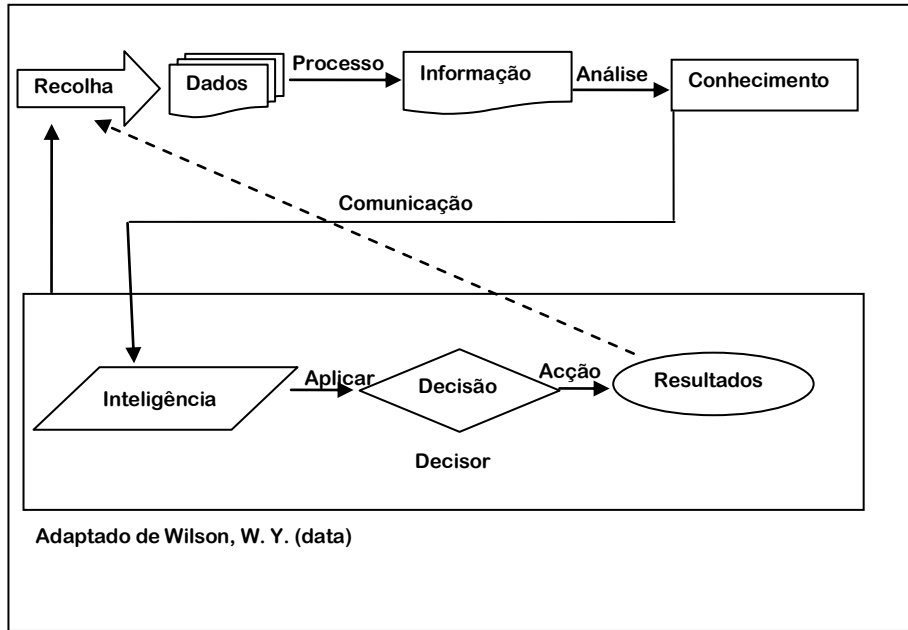 Recolha
Dados
Processo
Informação
Análise
Conhecimento
Comunicação
Inteligência
Aplicar
Decisão
Acção
Resultados
Decisor
Adaptado de Wilson, W. Y. (data)